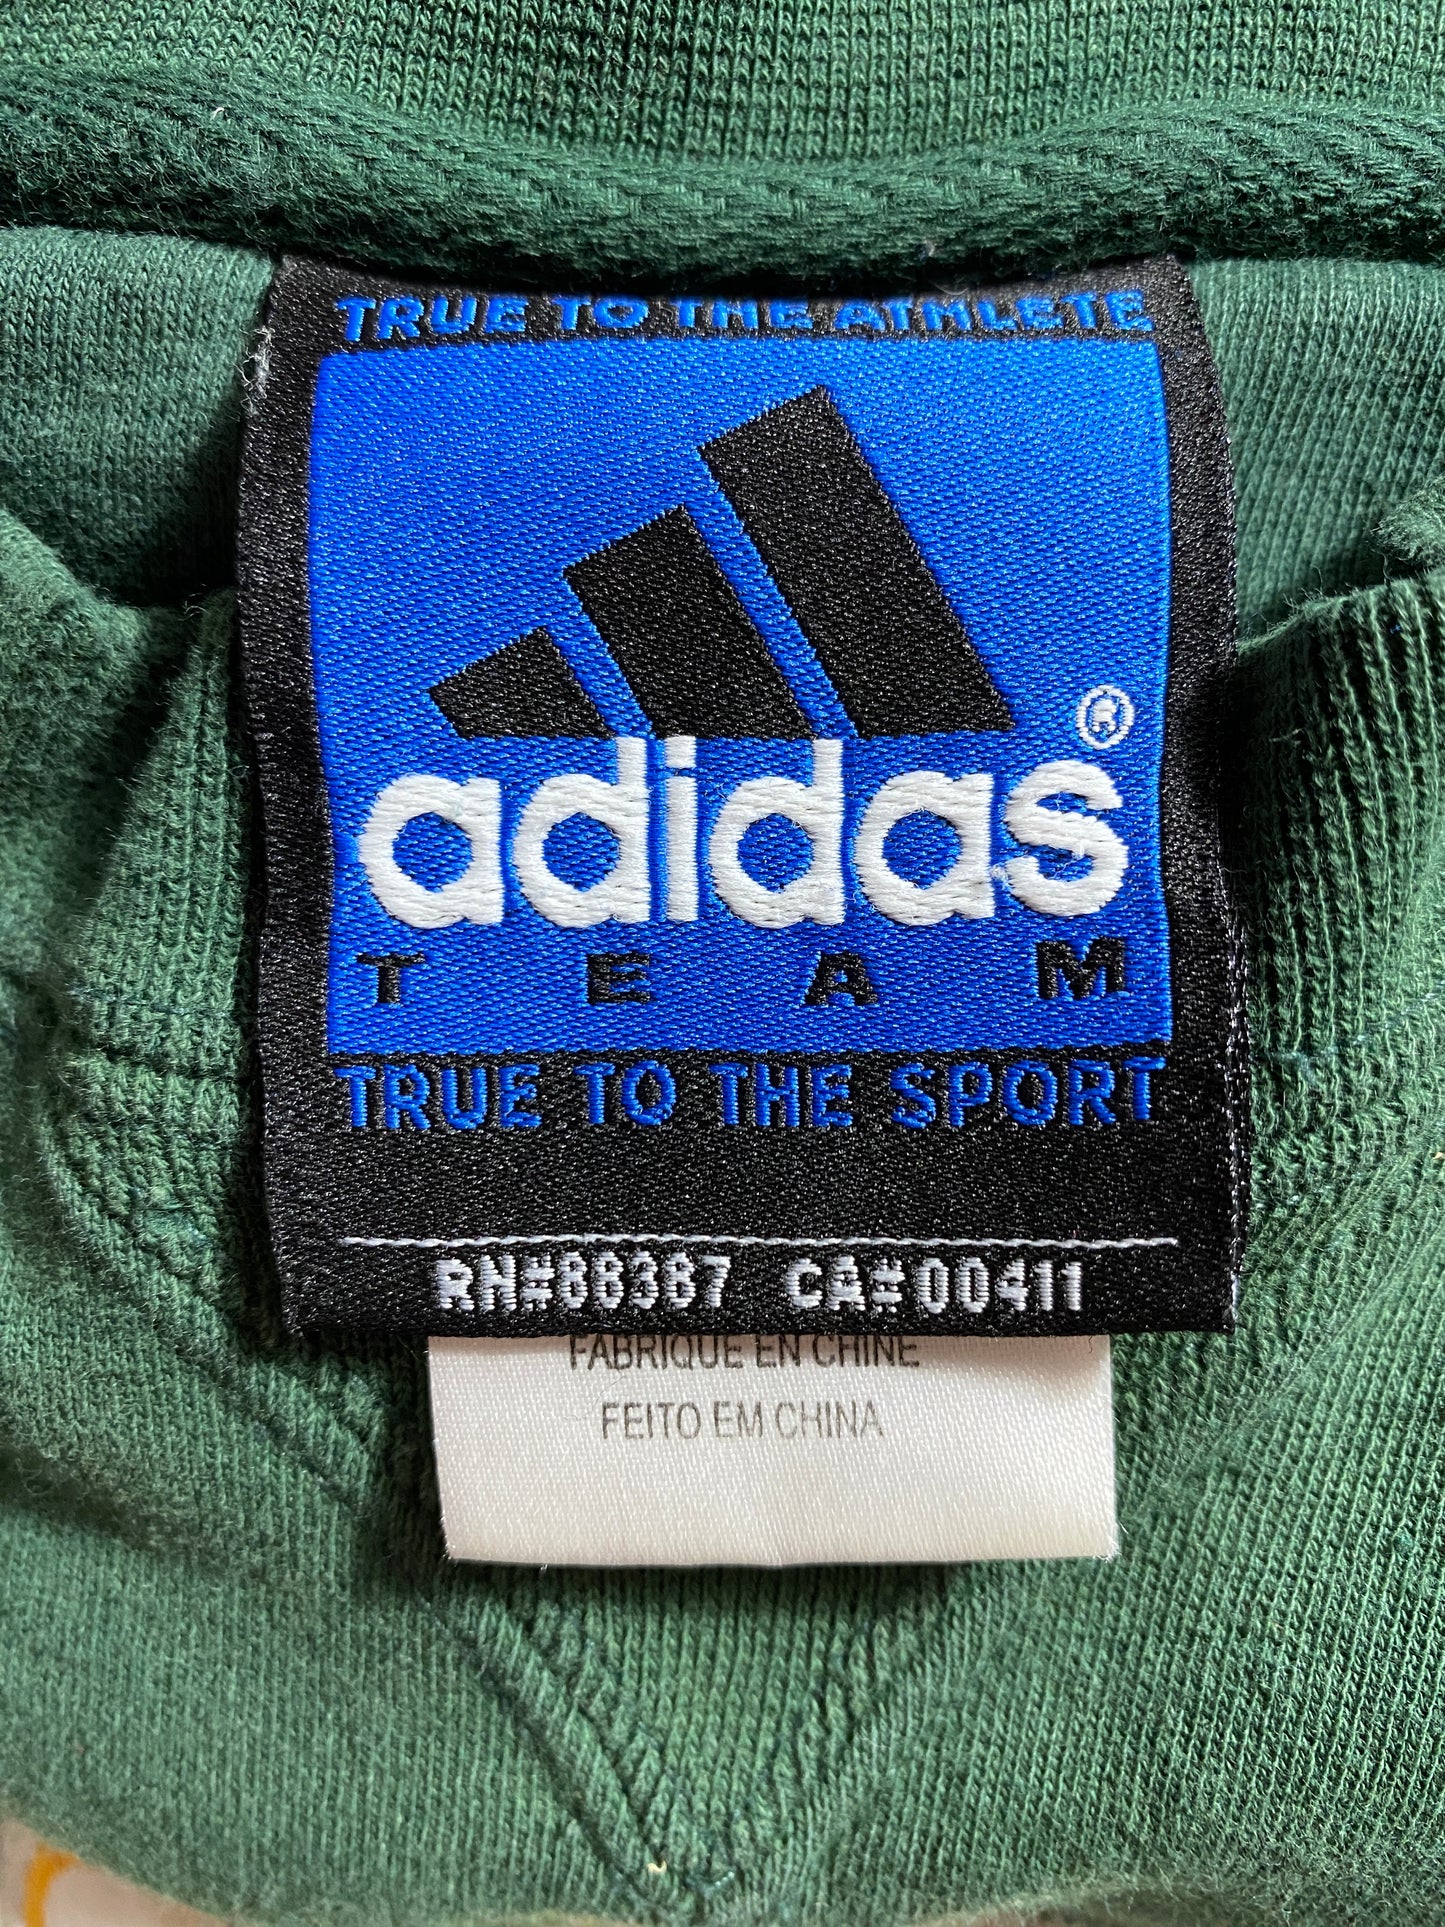 TRUE TO THE ATHLETE
®
adidas
TEAM
TRUE TO THE SPORT
RN#88387 CA#00411
FABRIQUE EN CHINE
FEITO EM CHINA